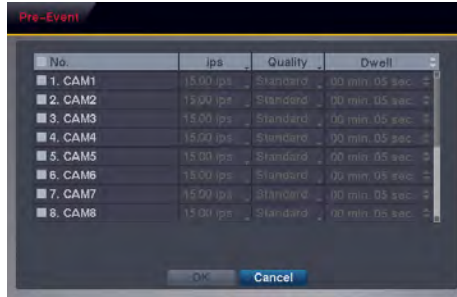 Pre-Event
No. ips Quality Dwell
1. CAM1 15.00 ips Standard 00 min. 05 sec.
2. CAM2 15.00 ips Standard 00 min. 05 sec.
3. CAM3 15.00 ips Standard 00 min. 05 sec.
4. CAM4 15.00 ips Standard 00 min. 05 sec.
5. CAM5 15.00 ips Standard 00 min. 05 sec.
6. CAM6 15.00 ips Standard 00 min. 05 sec.
7. CAM7 15.00 ips Standard 00 min. 05 sec.
8. CAM8 15.00 ips Standard 00 min. 05 sec.
OK Cancel